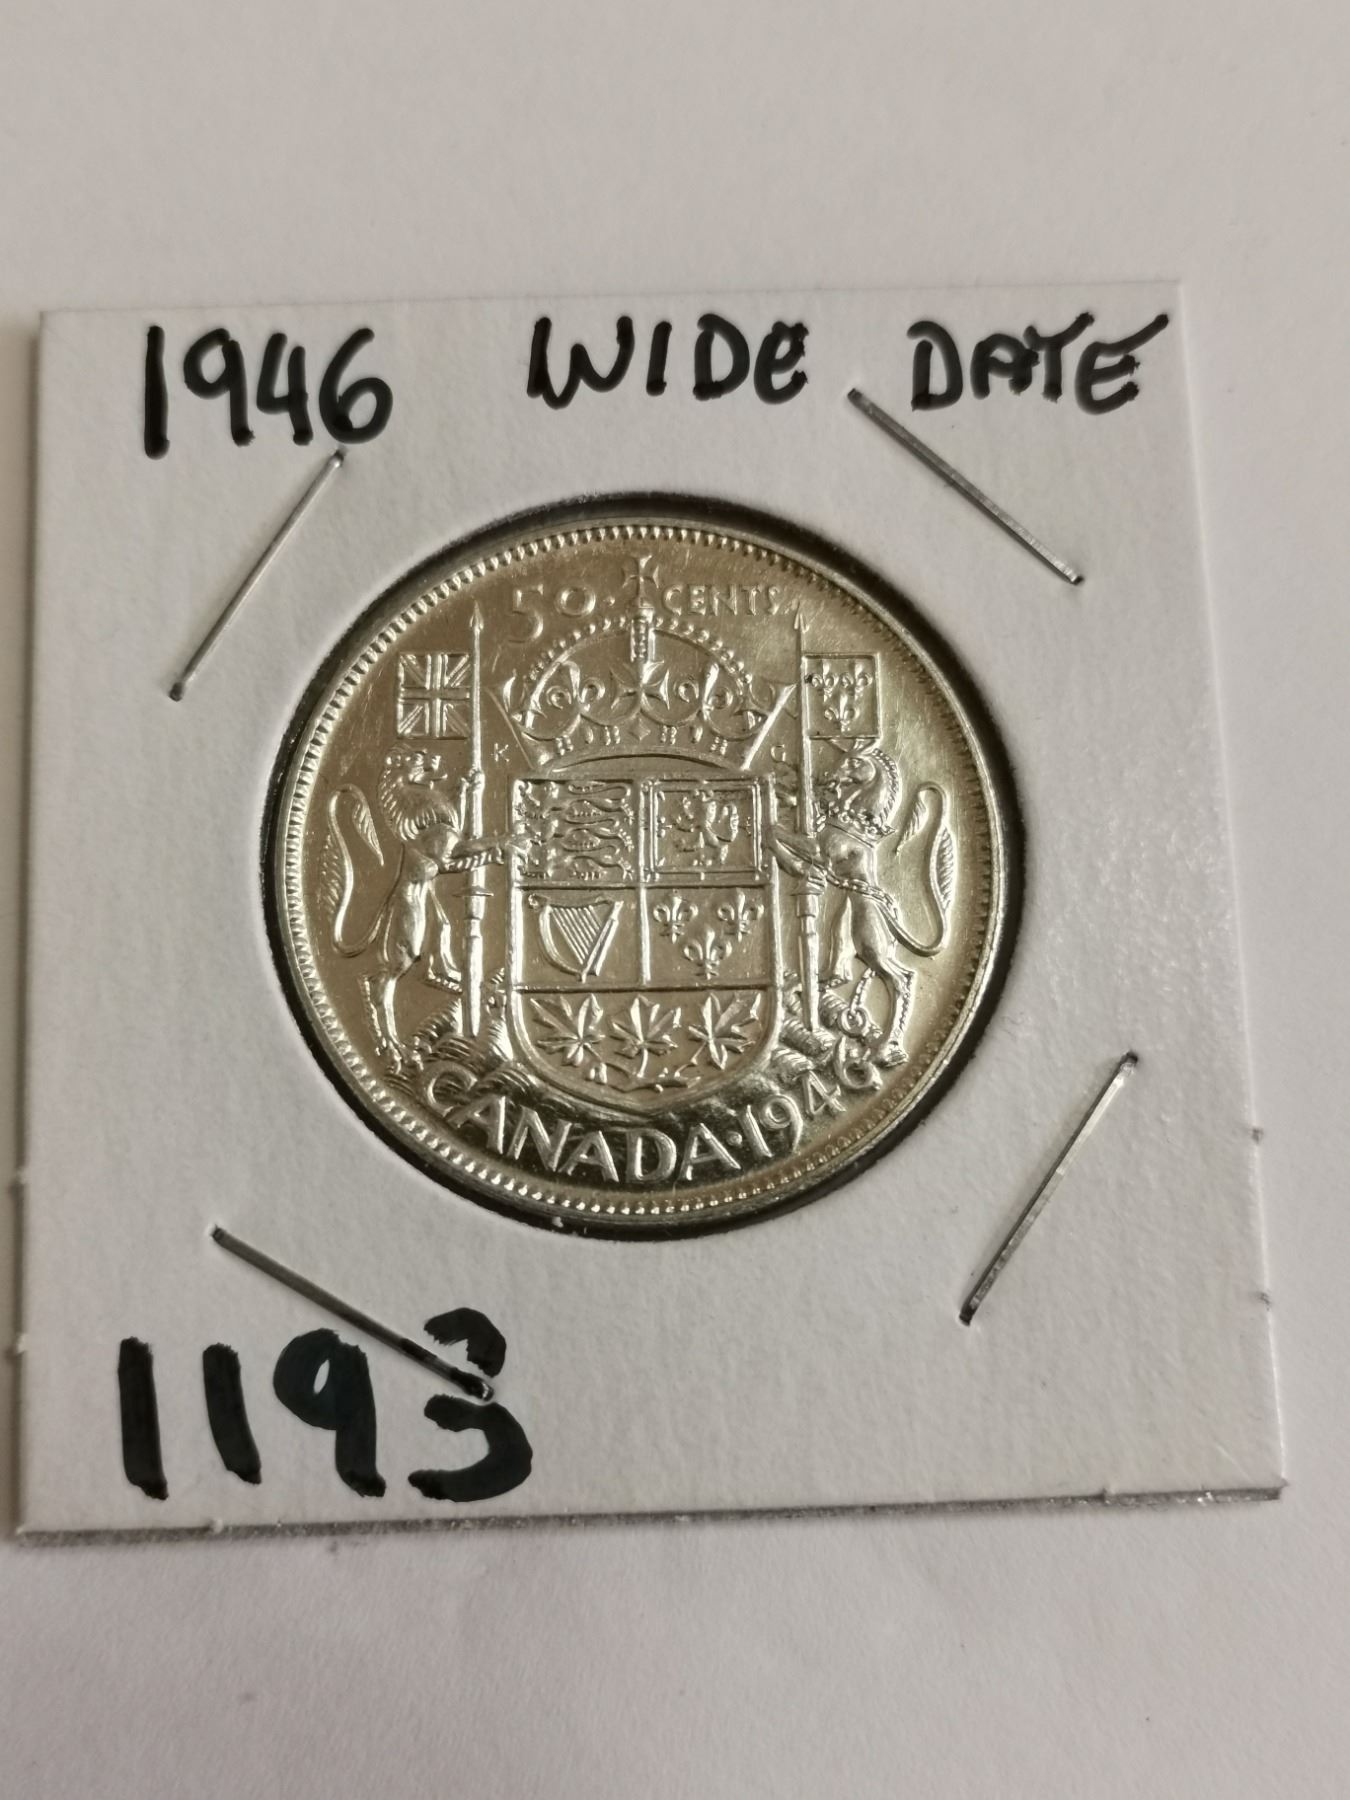 1946 WIDE DATE
50 · CENTS
K G
CANADA · 1946
1193